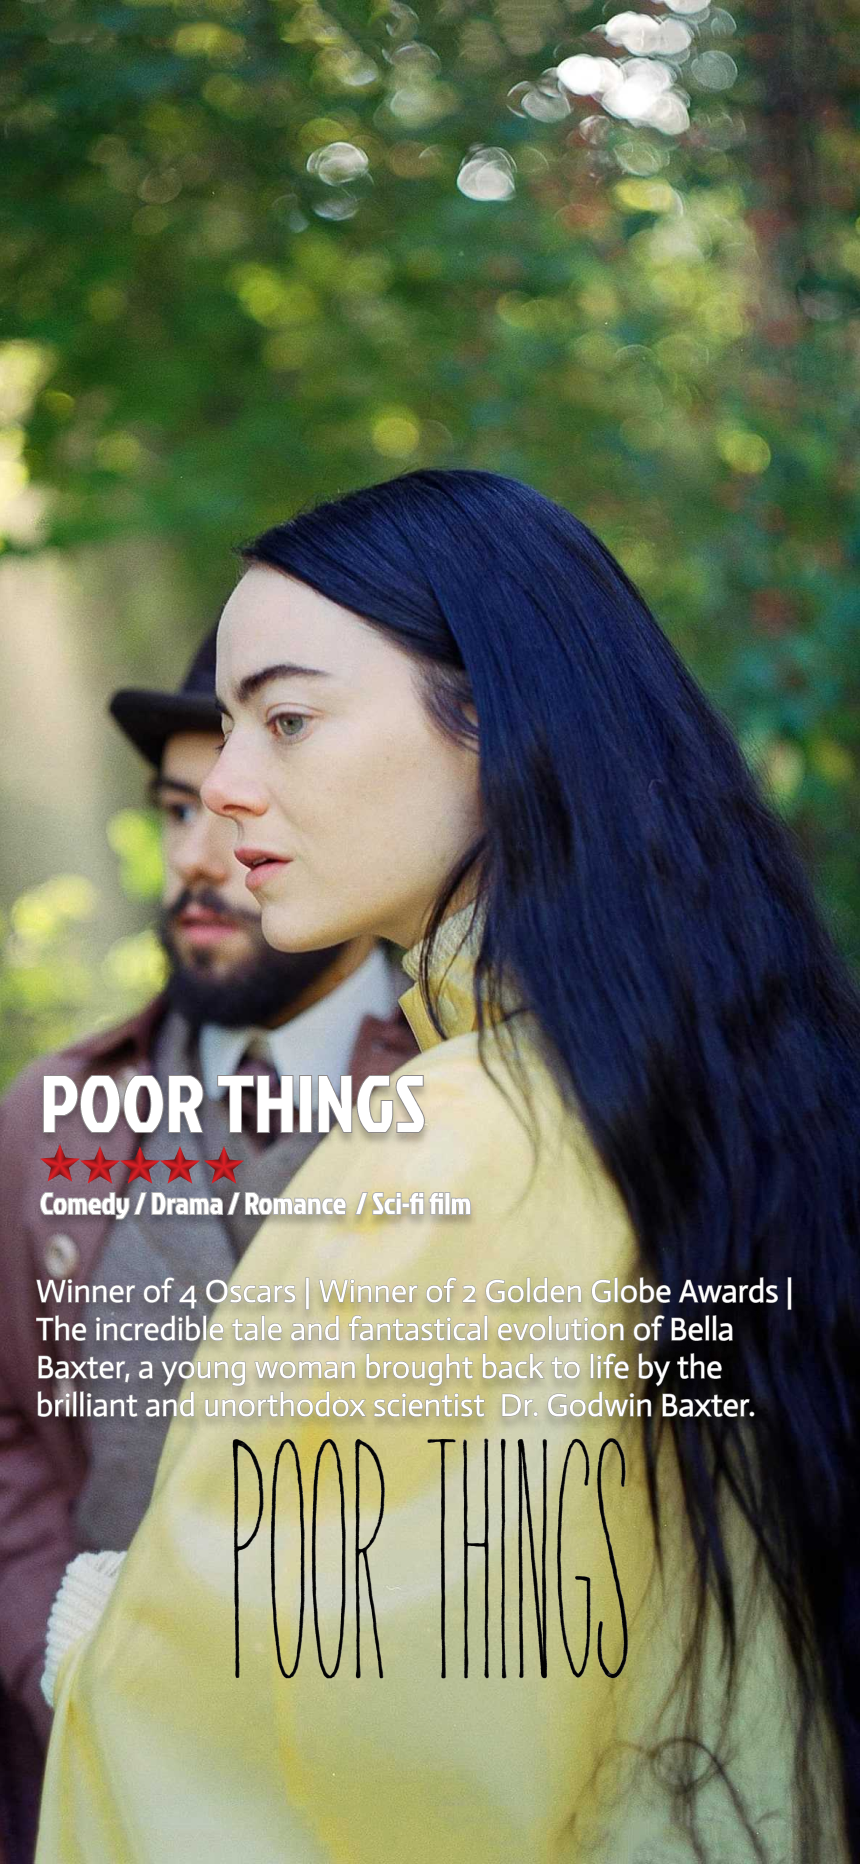 POOR THINGS
Comedy / Drama / Romance / Sci-fi film
Winner of 4 Oscars | Winner of 2 Golden Globe Awards |
The incredible tale and fantastical evolution of Bella
Baxter, a young woman brought back to life by the
brilliant and unorthodox scientist Dr. Godwin Baxter.
POOR THINGS